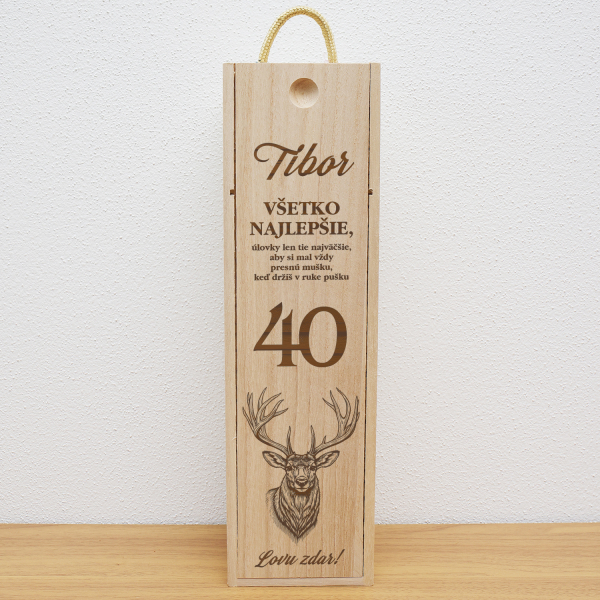 Tibor
VŠETKO
NAJLEPŠIE,
úlovky len tie najväčšie,
aby si mal vždy
presnú mušku,
keď držíš v ruke pušku
40
Lovu zdar!